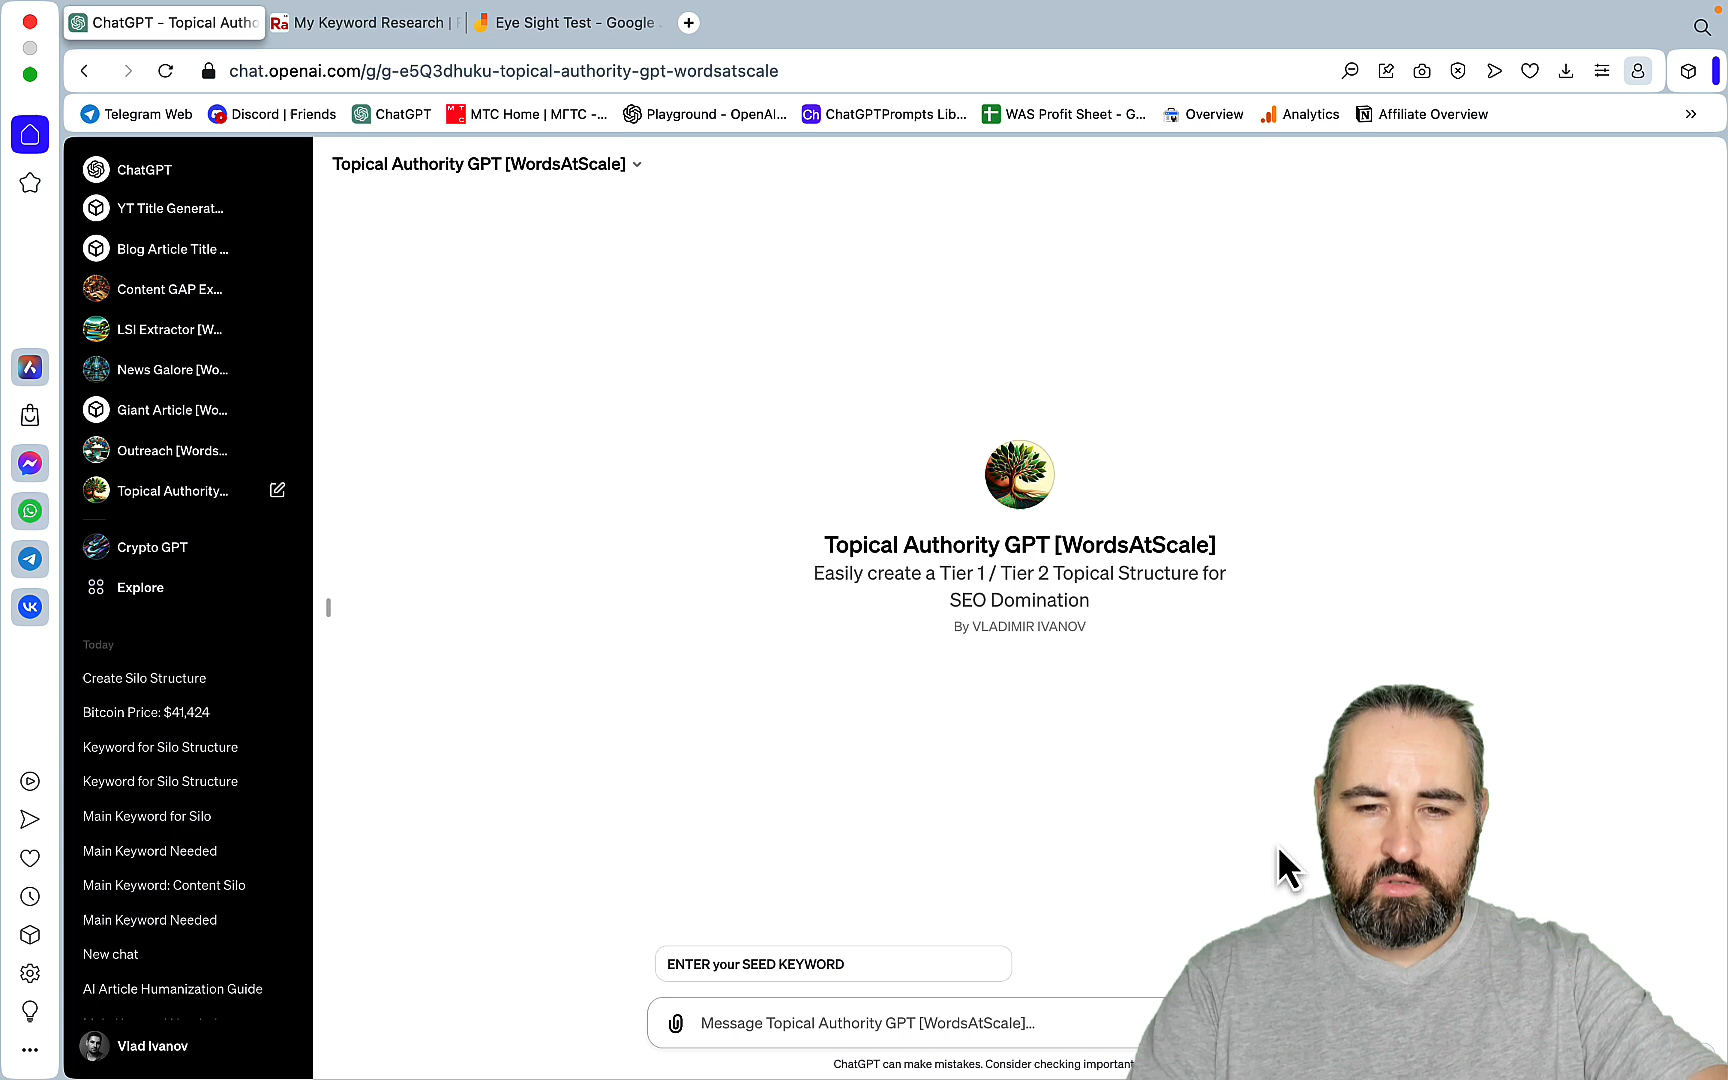 ChatGPT - Topical Autho
Ra My Keyword Research |
Eye Sight Test - Google
chat.openai.com/g/g-e5Q3dhuku-topical-authority-gpt-wordsatscale
Telegram Web
Discord | Friends
ChatGPT
MTC Home | МГТС -...
Playground - OpenAI...
Ch ChatGPTPrompts Lib...
WAS Profit Sheet - G...
Overview
Analytics
Affiliate Overview
ChatGPT
YT Title Generat...
Blog Article Title ...
Content GAP Ex...
LSI Extractor [W...
News Galore [Wo...
Giant Article [Wo...
Outreach [Words...
Topical Authority...
Crypto GPT
Explore
Today
Create Silo Structure
Bitcoin Price: $41,424
Keyword for Silo Structure
Keyword for Silo Structure
Main Keyword for Silo
Main Keyword Needed
Main Keyword: Content Silo
Main Keyword Needed
New chat
AI Article Humanization Guide
Vlad Ivanov
Topical Authority GPT [WordsAtScale]
Topical Authority GPT [WordsAtScale]
Easily create a Tier 1 / Tier 2 Topical Structure for
SEO Domination
By VLADIMIR IVANOV
ENTER your SEED KEYWORD
Message Topical Authority GPT [WordsAtScale]...
ChatGPT can make mistakes. Consider checking important